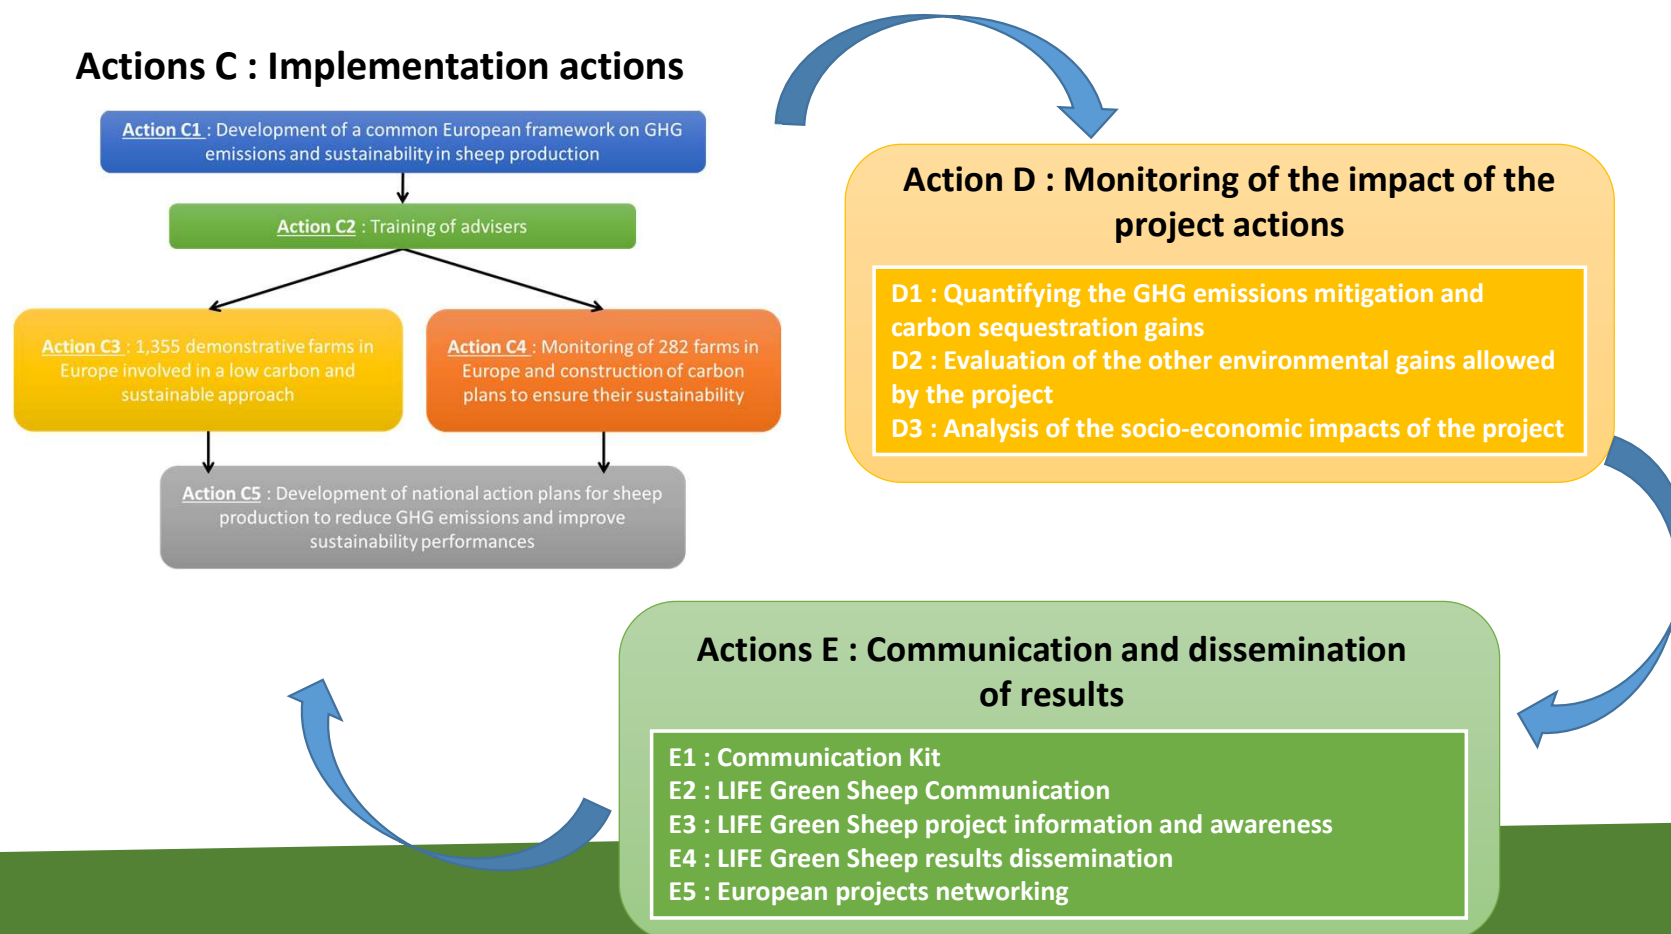 Actions C : Implementation actions
Action C1 : Development of a common European framework on GHG
emissions and sustainability in sheep production
Action C2 : Training of advisers
Action C3 : 1,355 demonstrative farms in
Europe involved in a low carbon and
sustainable approach
Action C4 : Monitoring of 282 farms in
Europe and construction of carbon
plans to ensure their sustainability
Action C5 : Development of national action plans for sheep
production to reduce GHG emissions and improve
sustainability performances
Action D : Monitoring of the impact of the
project actions
D1 : Quantifying the GHG emissions mitigation and
carbon sequestration gains
D2 : Evaluation of the other environmental gains allowed
by the project
D3 : Analysis of the socio-economic impacts of the project
Actions E : Communication and dissemination
of results
E1 : Communication Kit
E2 : LIFE Green Sheep Communication
E3 : LIFE Green Sheep project information and awareness
E4 : LIFE Green Sheep results dissemination
E5 : European projects networking